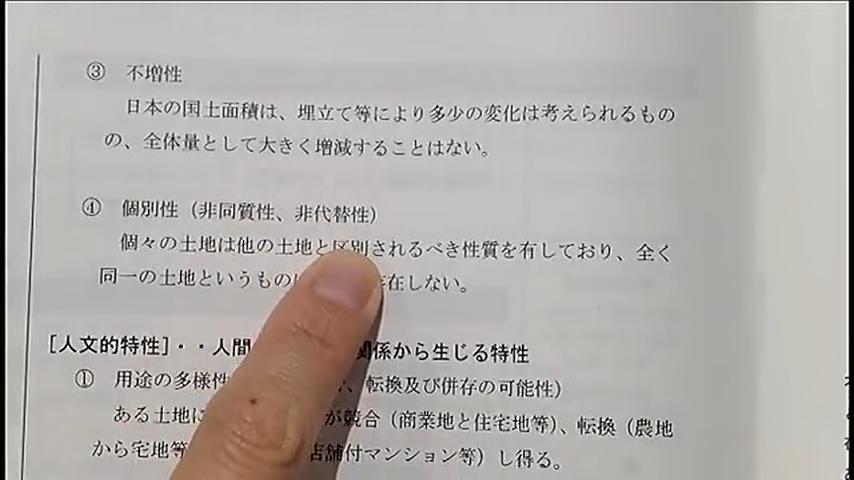 ③ 不増性
日本の国土面積は、埋立て等により多少の変化は考えられるもの
の、全体量として大きく増減することはない。
④ 個別性（非同質性、非代替性）
個々の土地は他の土地と区別されるべき性質を有しており、全く
同一の土地というもの 在しない。
［人文的特性］・・人間 関係から生じる特性
① 用途の多様性 、転換及び併存の可能性）
ある土地に が競合（商業地と住宅地等）、転換（農地
から宅地等 店舗付マンション等）し得る。